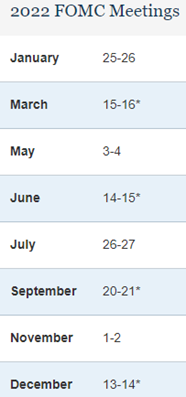 2022 FOMC Meetings
January 25-26
March 15-16*
May 3-4
June 14-15*
July 26-27
September 20-21*
November 1-2
December 13-14*